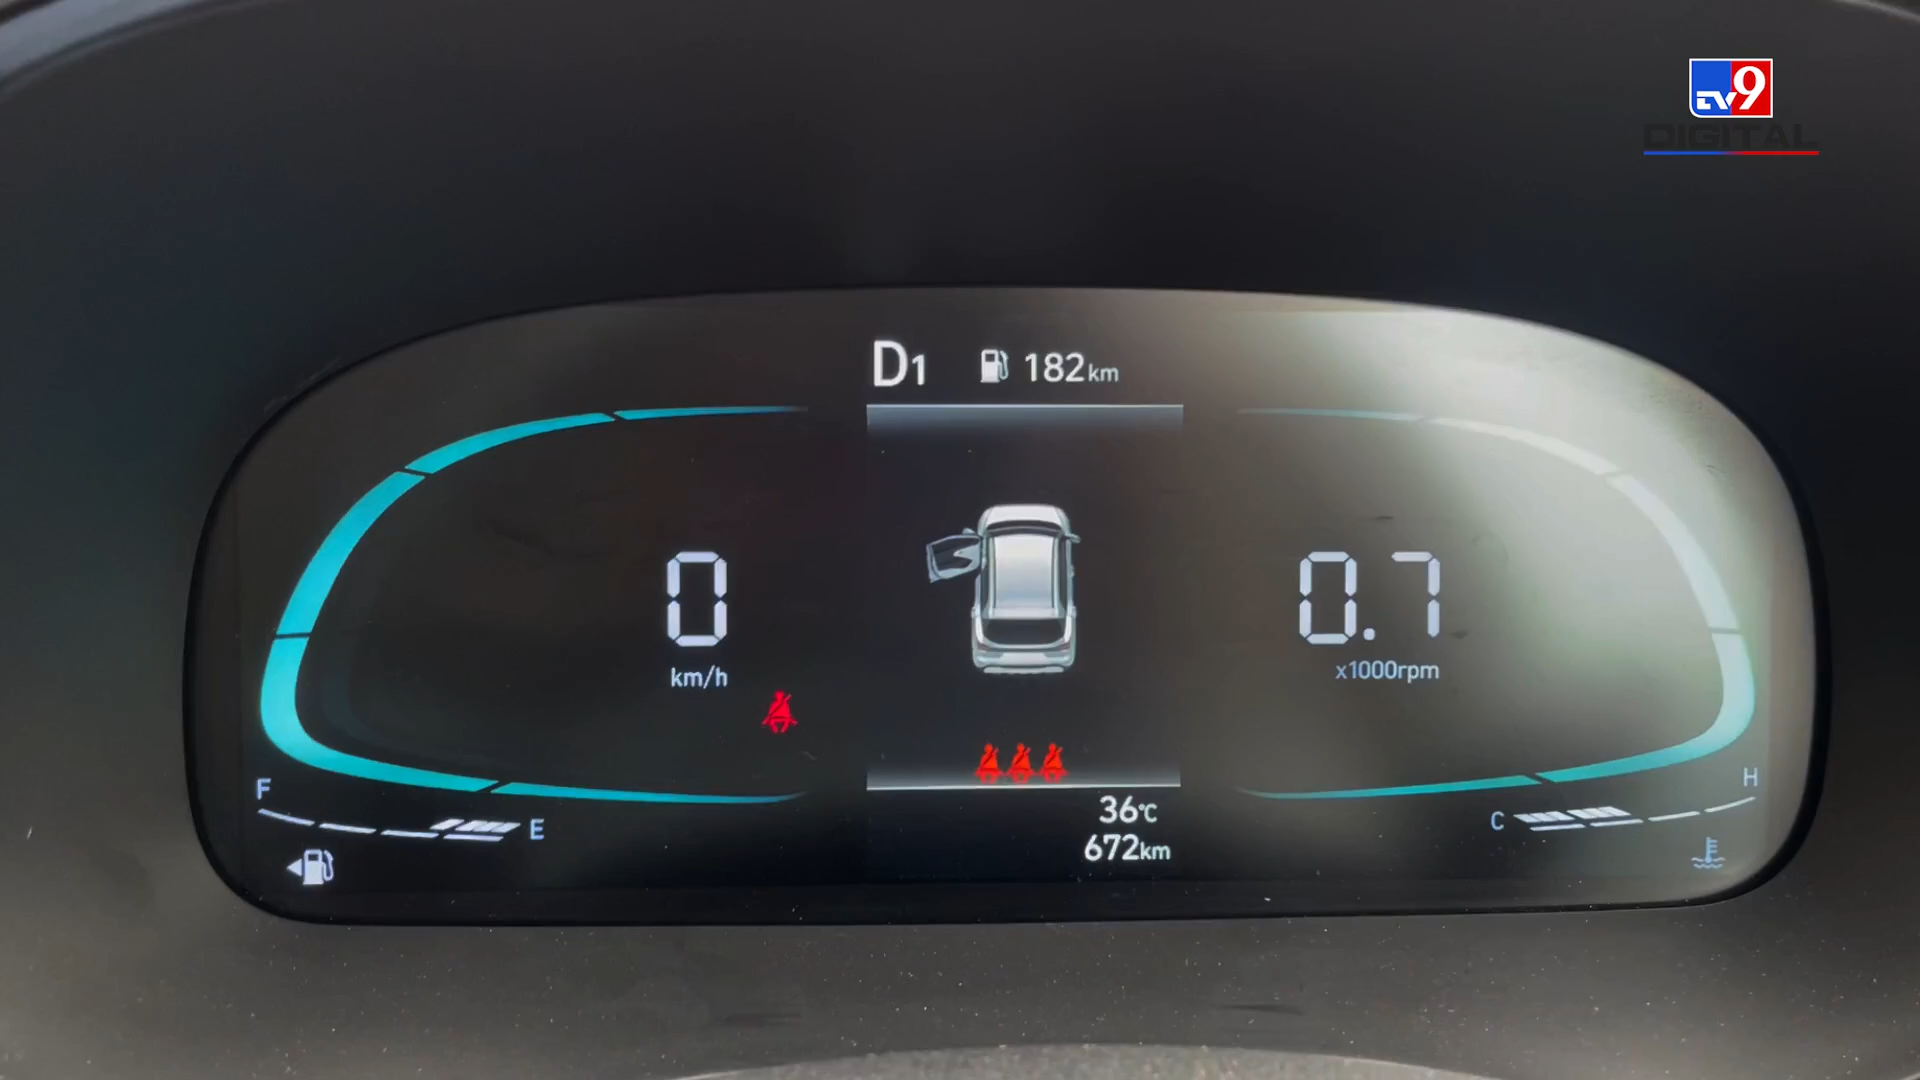 TV9
DIGITAL
D1 182km
0
km/h
0.7
x1000rpm
F
E
C
H
36°C
672km